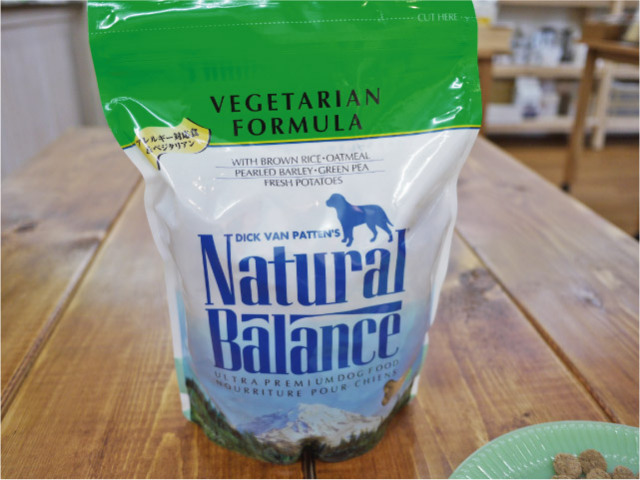 CUT HERE
VEGETARIAN
FORMULA
アレルギー対応食
&ベジタリアン
WITH BROWN RICE•OATMEAL
PEARLED BARLEY•GREEN PEA
FRESH POTATOES
DICK VAN PATTEN'S
Natural
Balance
ULTRA PREMIUM DOG FOOD
NOURRITURE POUR CHIENS